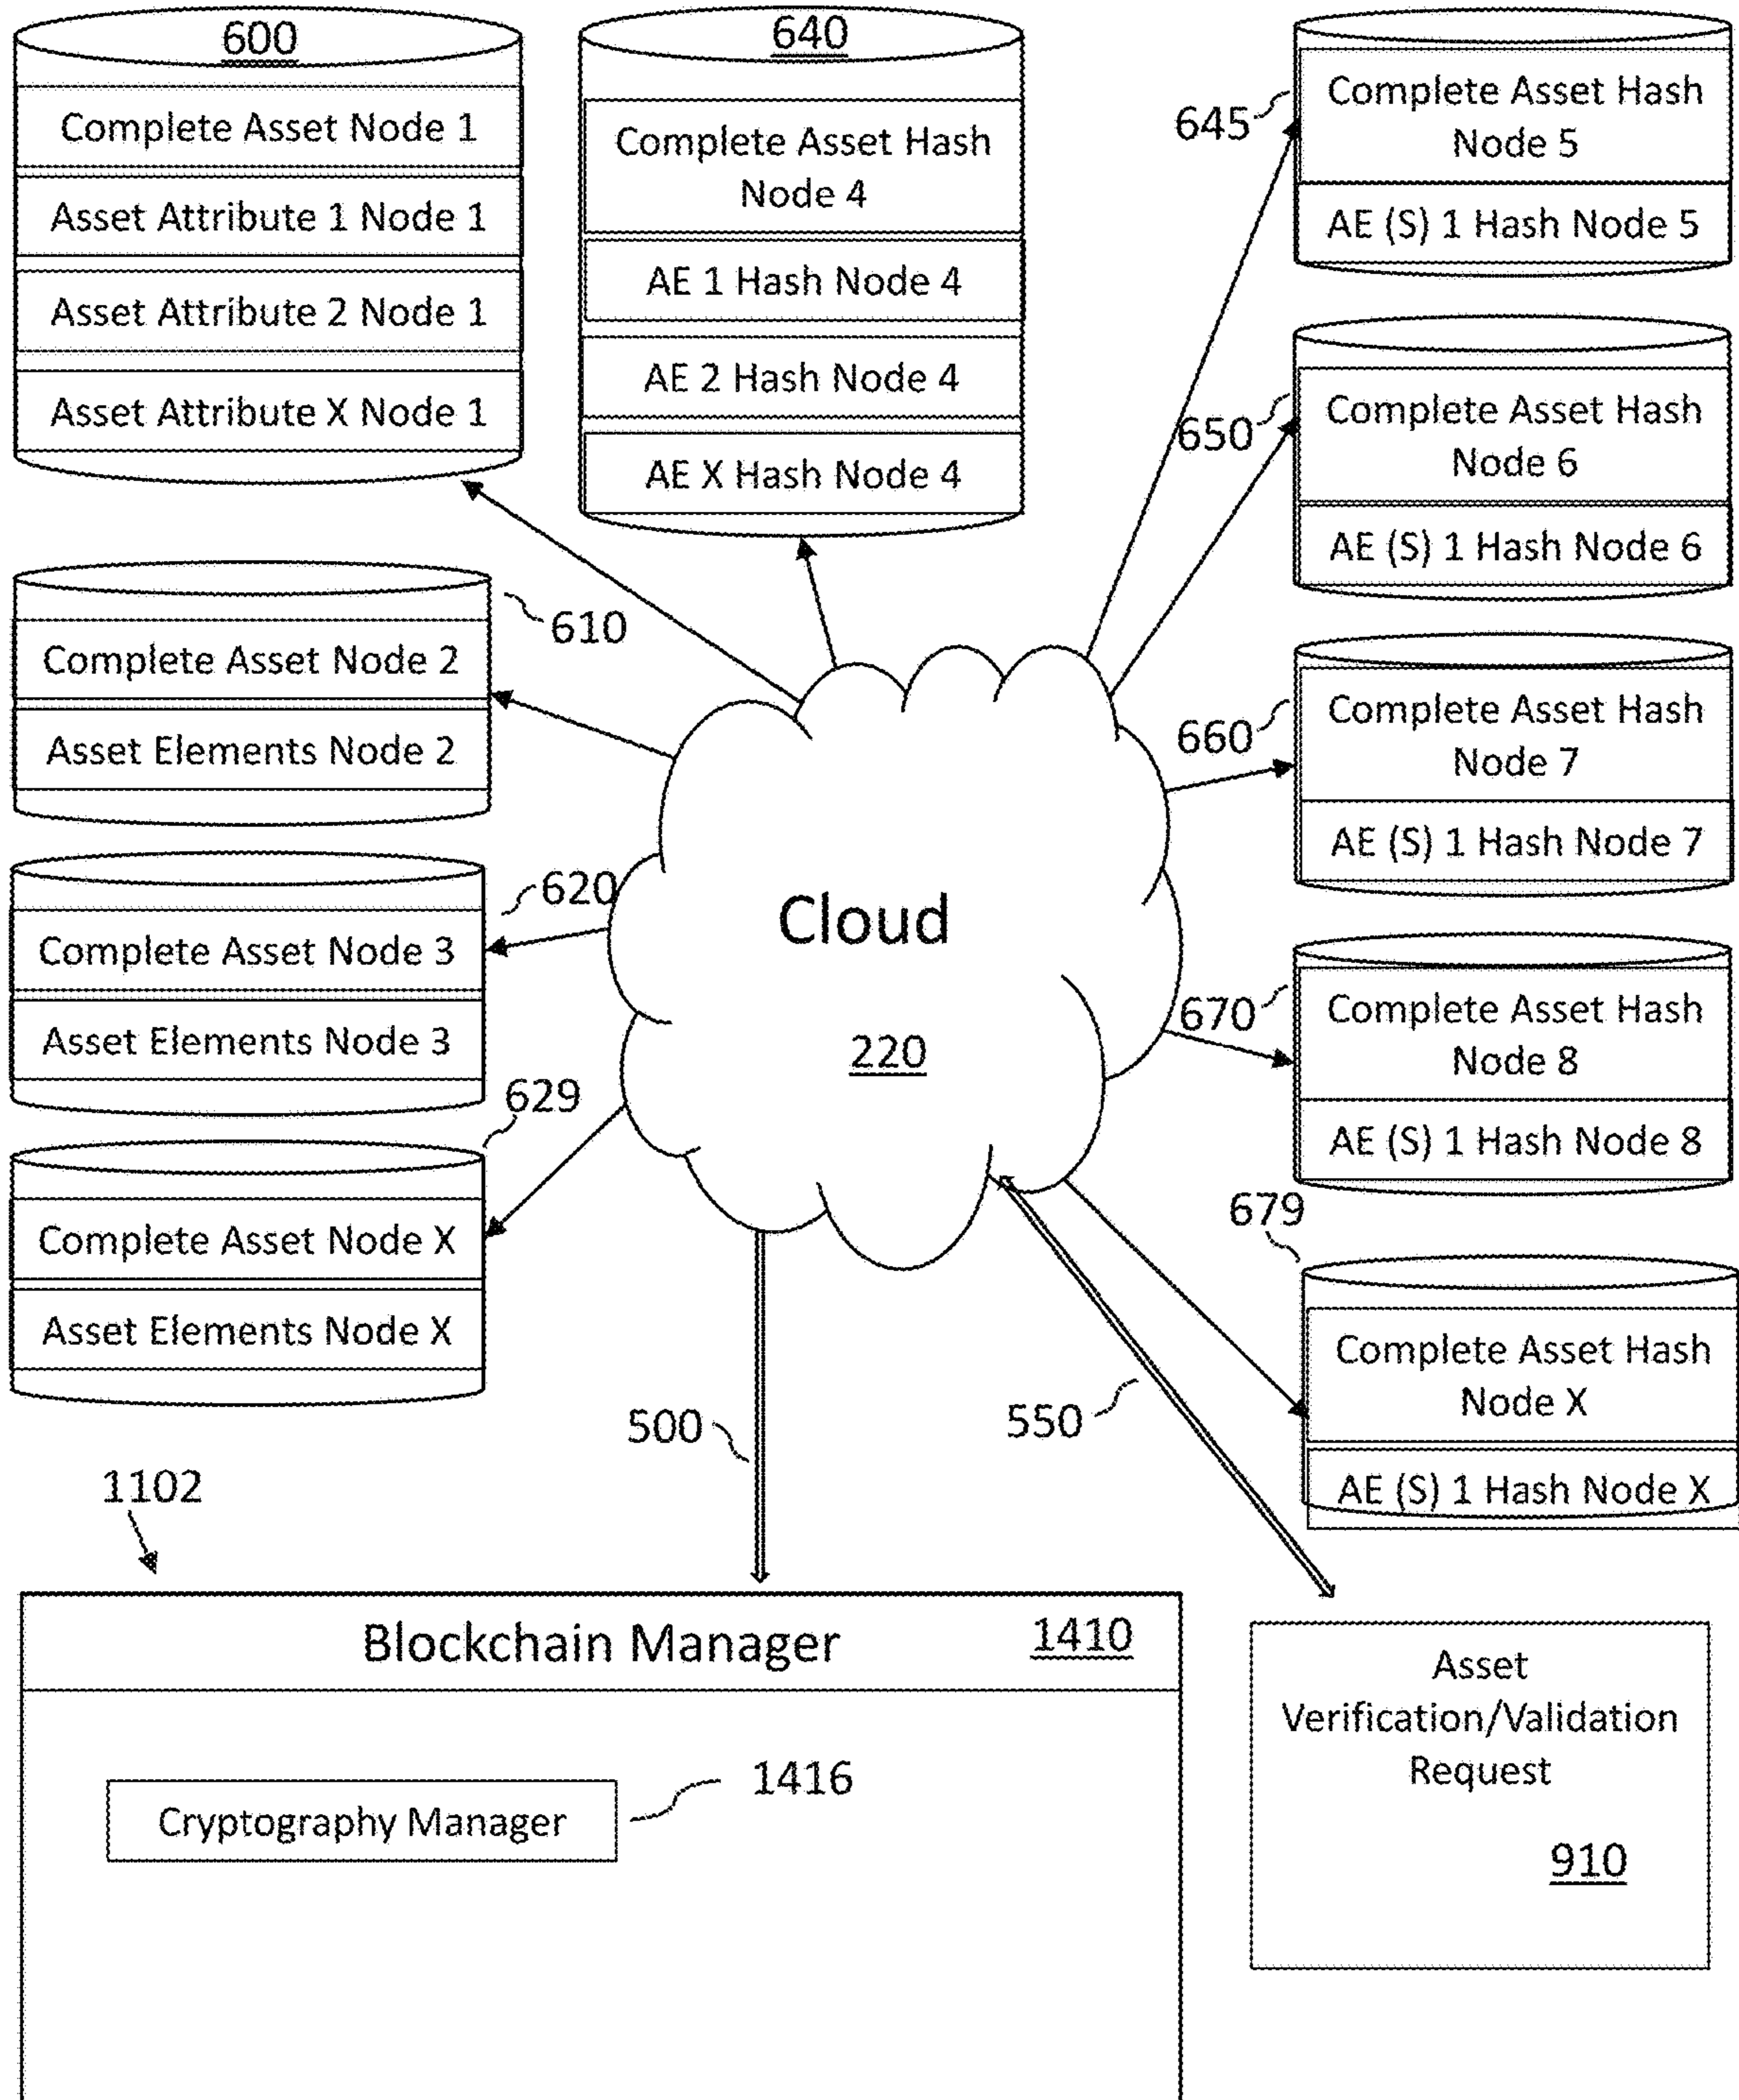 600
Complete Asset Node 1
Asset Attribute 1 Node 1
Asset Attribute 2 Node 1
Asset Attribute X Node 1
640
Complete Asset Hash
Node 4
AE 1 Hash Node 4
AE 2 Hash Node 4
AE X Hash Node 4
645
Complete Asset Hash
Node 5
AE (S) 1 Hash Node 5
650
Complete Asset Hash
Node 6
AE (S) 1 Hash Node 6
610
Complete Asset Node 2
Asset Elements Node 2
660
Complete Asset Hash
Node 7
AE (S) 1 Hash Node 7
620
Complete Asset Node 3
Asset Elements Node 3
Cloud
220
670
Complete Asset Hash
Node 8
AE (S) 1 Hash Node 8
629
Complete Asset Node X
Asset Elements Node X
679
Complete Asset Hash
Node X
AE (S) 1 Hash Node X
500
550
1102
Blockchain Manager
1410
Cryptography Manager
1416
Asset
Verification/Validation
Request
910